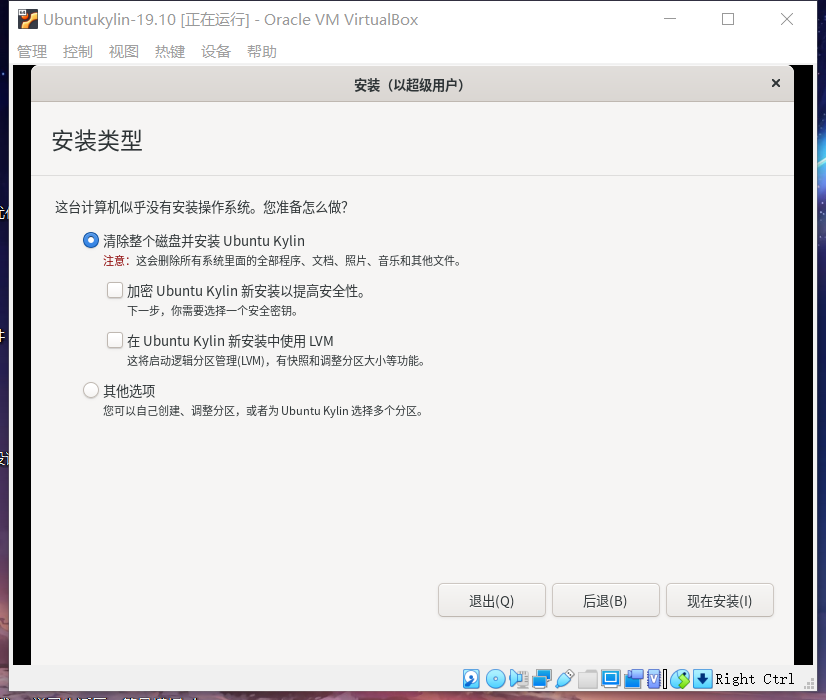 Ubuntukylin-19.10 [正在运行] - Oracle VM VirtualBox
管理 控制 视图 热键 设备 帮助
安装（以超级用户）
安装类型
这台计算机似乎没有安装操作系统。您准备怎么做？
清除整个磁盘并安装 Ubuntu Kylin
注意：这会删除所有系统里面的全部程序、文档、照片、音乐和其他文件。
加密 Ubuntu Kylin 新安装以提高安全性。
下一步，你需要选择一个安全密钥。
在 Ubuntu Kylin 新安装中使用 LVM
这将启动逻辑分区管理(LVM)，有快照和调整分区大小等功能。
其他选项
您可以自己创建、调整分区，或者为 Ubuntu Kylin 选择多个分区。
退出(Q) 后退(B) 现在安装(I)
Right Ctrl